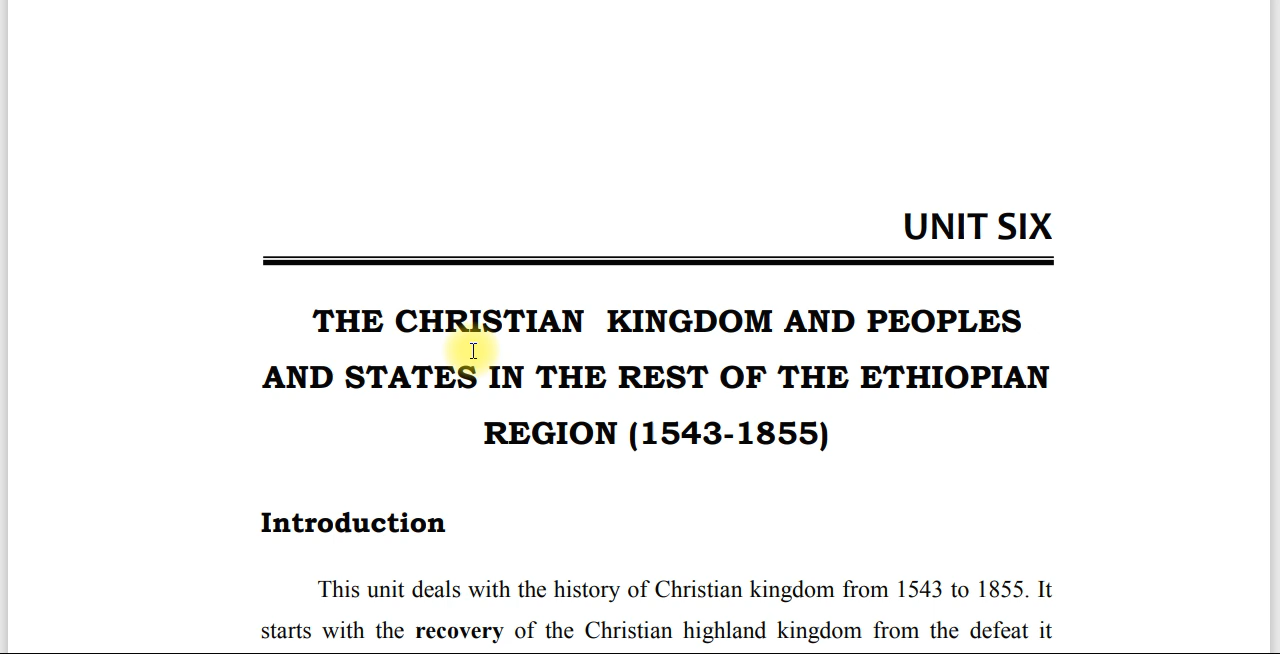 UNIT SIX
THE CHRISTIAN KINGDOM AND PEOPLES
AND STATES IN THE REST OF THE ETHIOPIAN
REGION (1543-1855)
Introduction
This unit deals with the history of Christian kingdom from 1543 to 1855. It
starts with the recovery of the Christian highland kingdom from the defeat it